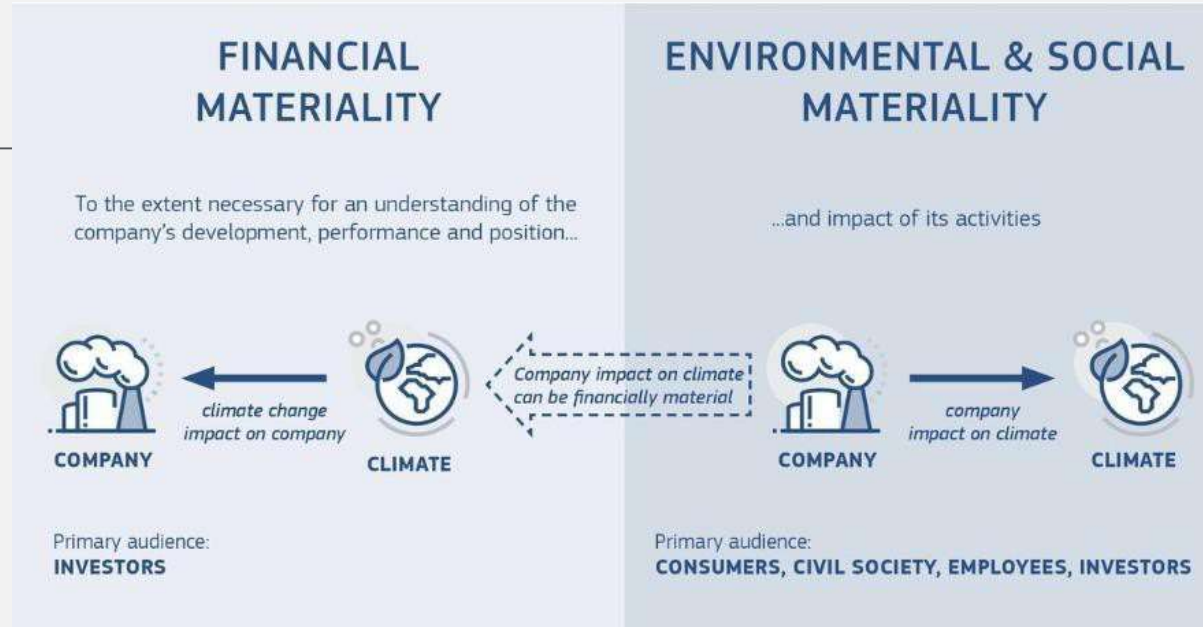 FINANCIAL
MATERIALITY
To the extent necessary for an understanding of the
company's development, performance and position...
climate change
impact on company
COMPANY
CLIMATE
Primary audience:
INVESTORS
Company impact on climate
can be financially material
ENVIRONMENTAL & SOCIAL
MATERIALITY
...and impact of its activities
company
impact on climate
COMPANY
CLIMATE
Primary audience:
CONSUMERS, CIVIL SOCIETY, EMPLOYEES, INVESTORS